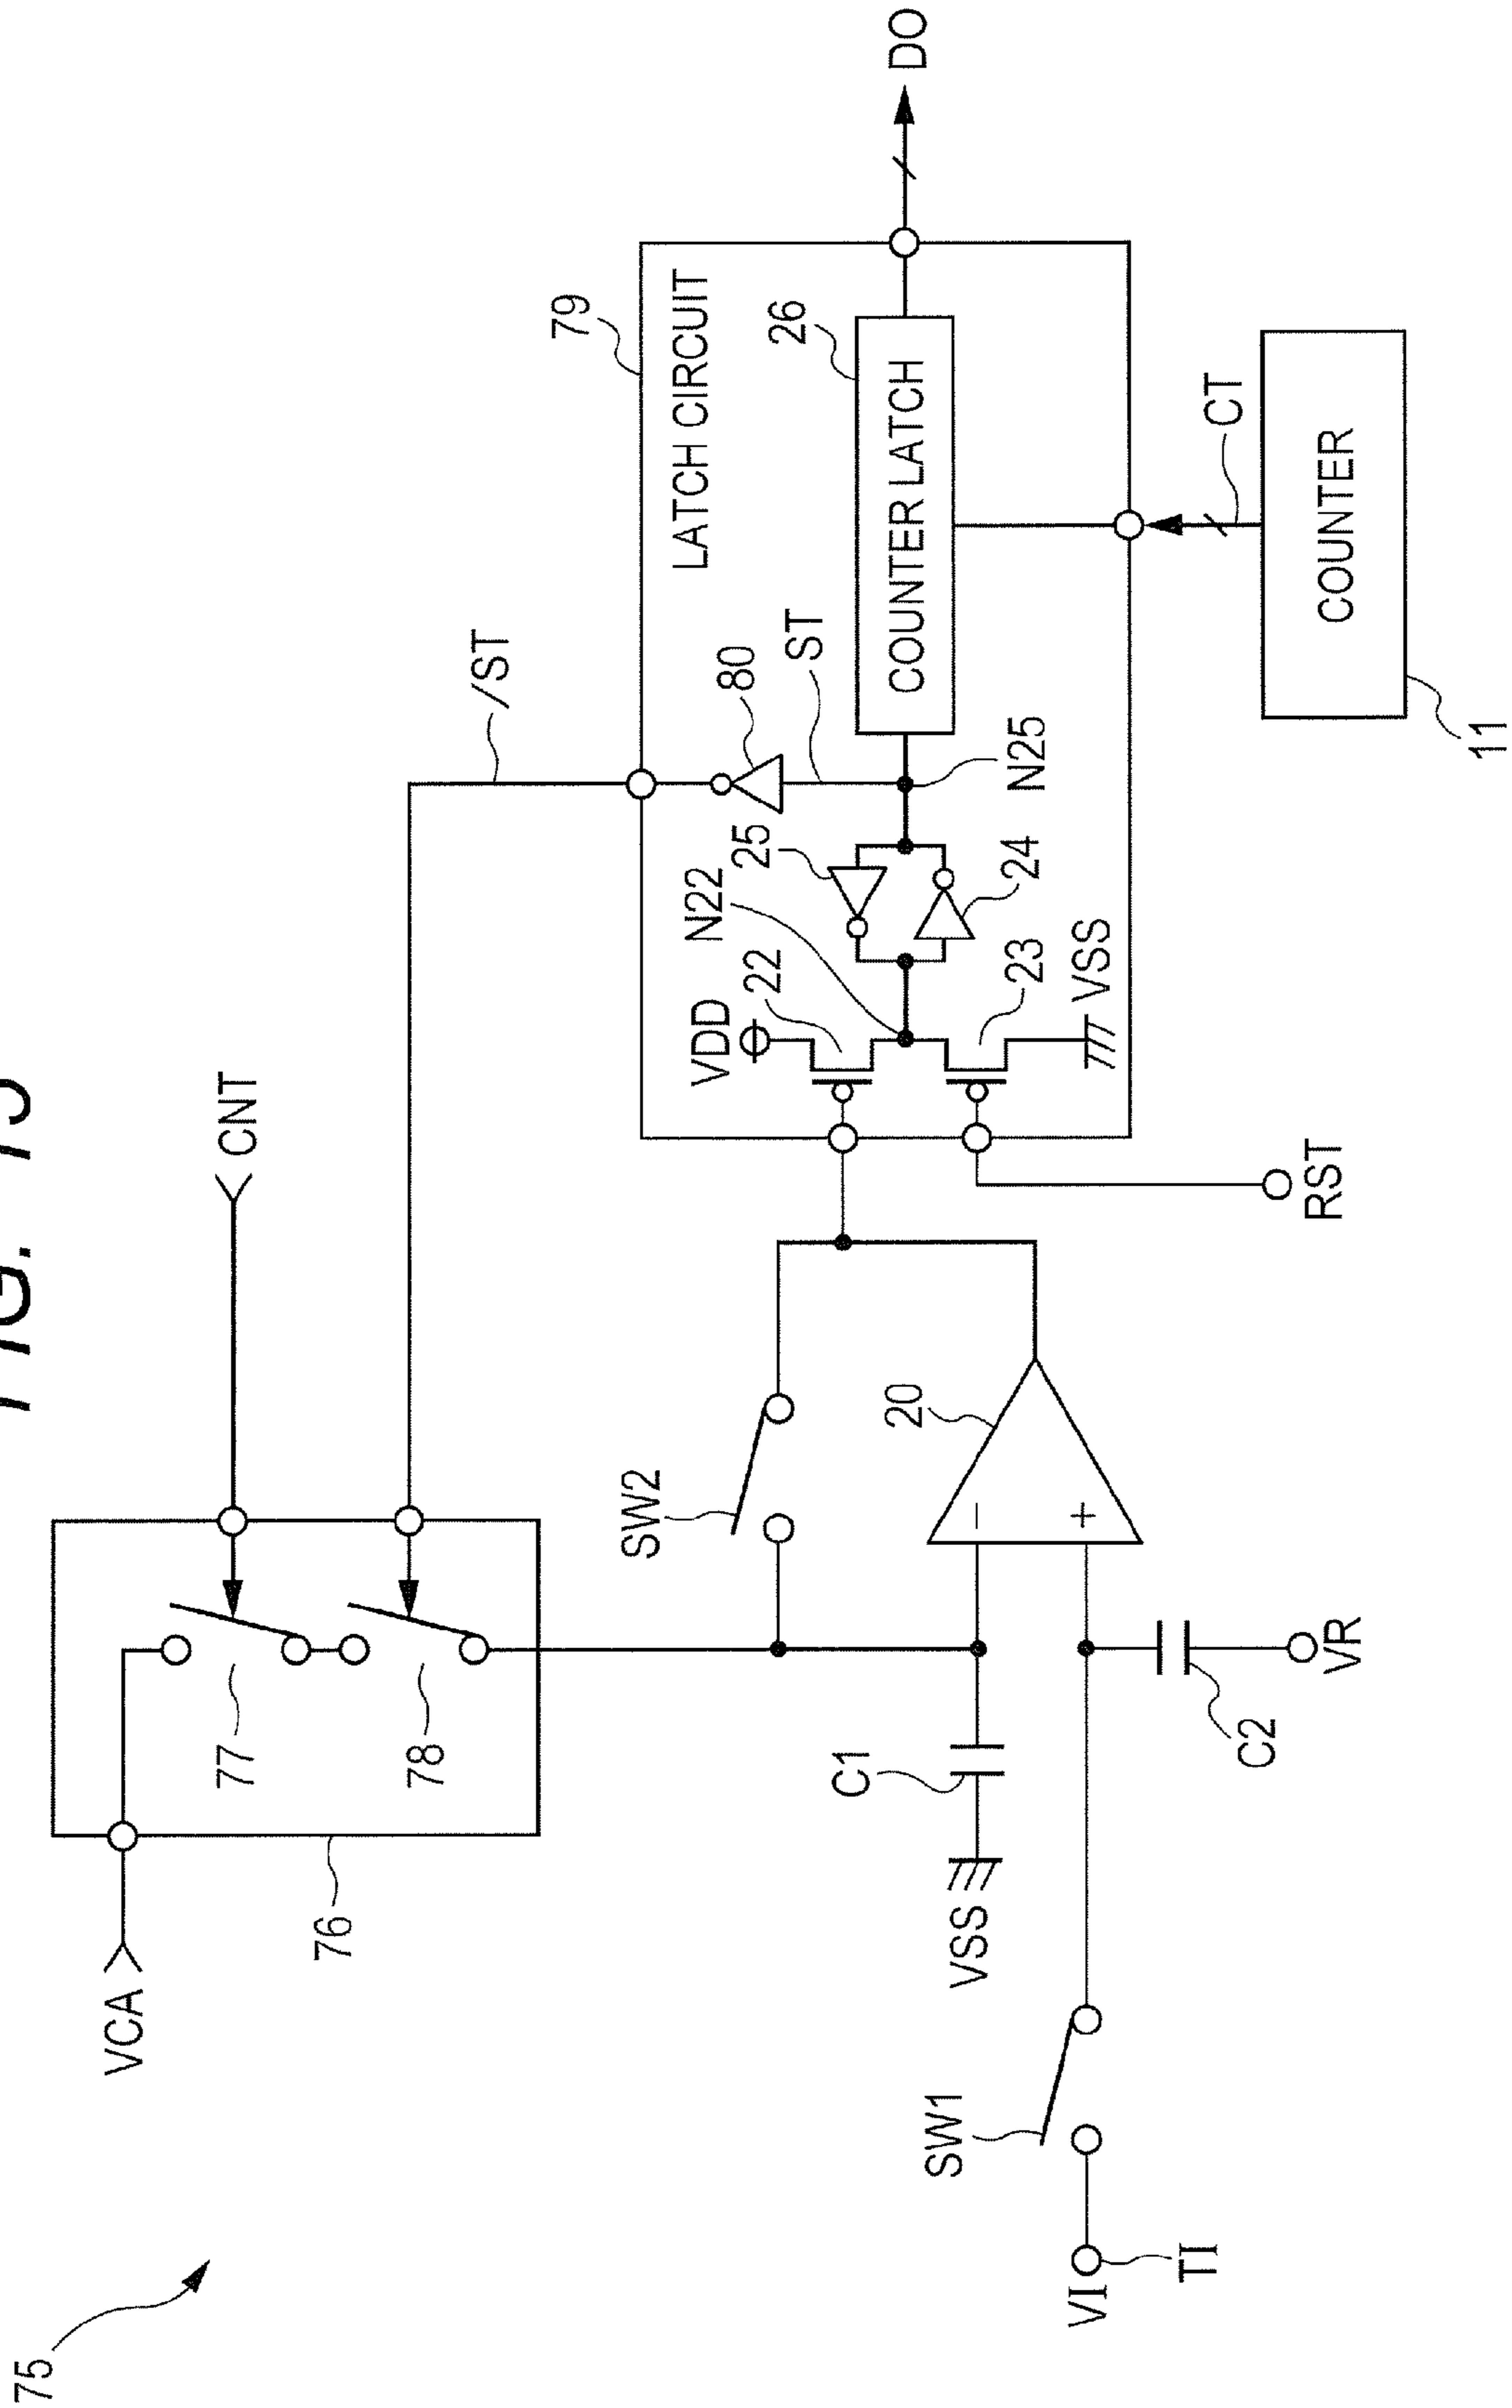 FIG.
75
VCA
CNT
77
78
76
/ST
79
SW2
LATCH CIRCUIT
VDD
N22
22
25
80
ST
26
C1
20
COUNTER LATCH
SW1
VSS
−
+
24
N25
23
VSS
DO
VI
TI
C2
VR
RST
CT
COUNTER
11